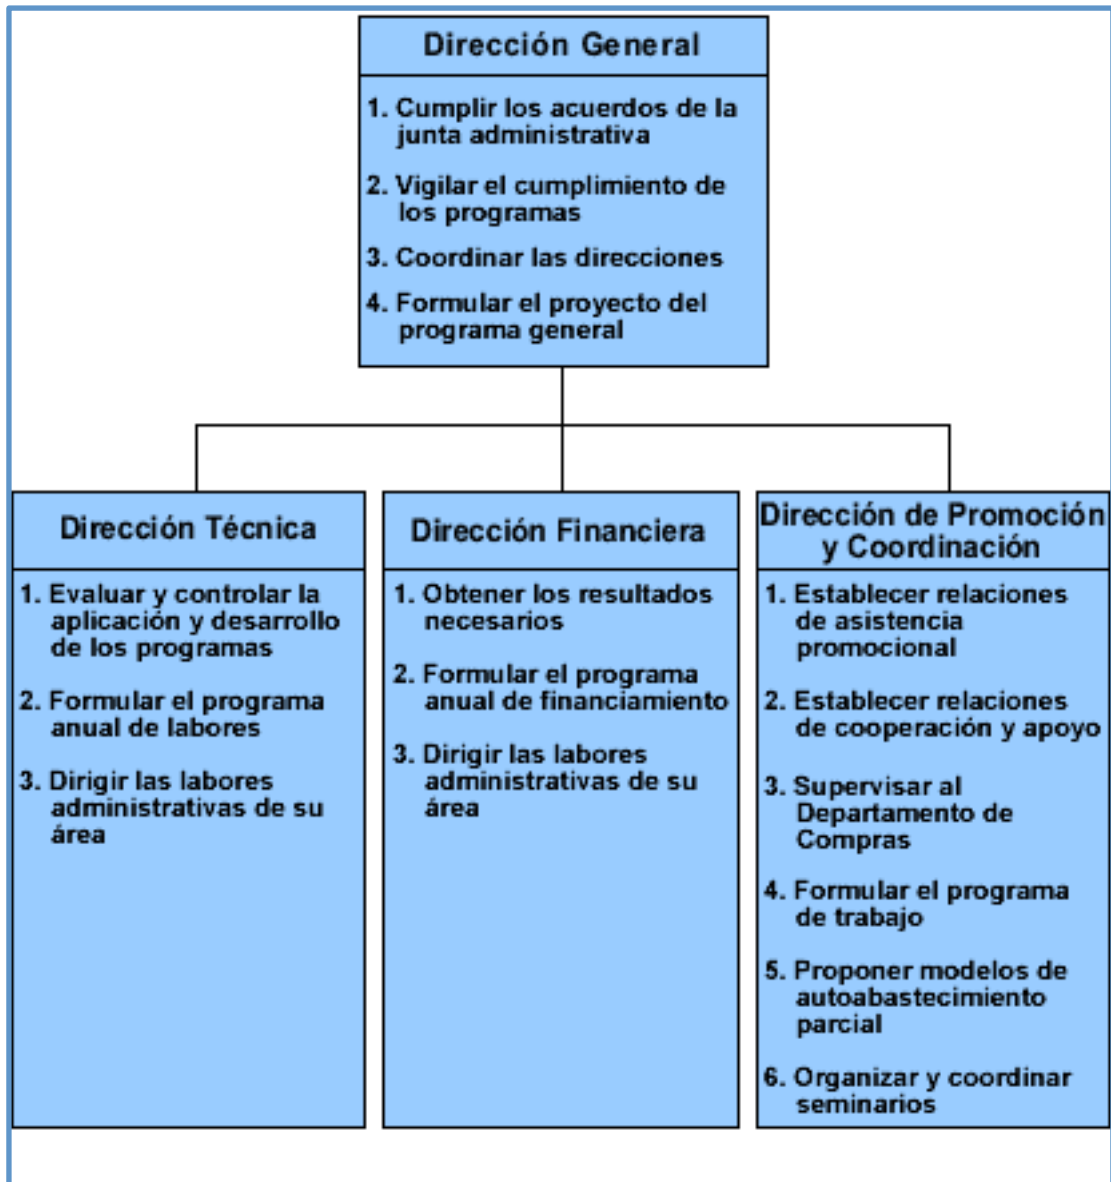 Dirección General
1. Cumplir los acuerdos de la
junta administrativa
2. Vigilar el cumplimiento de
los programas
3. Coordinar las direcciones
4. Formular el proyecto del
programa general
Dirección Técnica
1. Evaluar y controlar la
aplicación y desarrollo
de los programas
2. Formular el programa
anual de labores
3. Dirigir las labores
administrativas de su
área
Dirección Financiera
1. Obtener los resultados
necesarios
2. Formular el programa
anual de financiamiento
3. Dirigir las labores
administrativas de su
área
Dirección de Promoción
y Coordinación
1. Establecer relaciones
de asistencia
promocional
2. Establecer relaciones
de cooperación y apoyo
3. Supervisar al
Departamento de
Compras
4. Formular el programa
de trabajo
5. Proponer modelos de
autoabastecimiento
parcial
6. Organizar y coordinar
seminarios